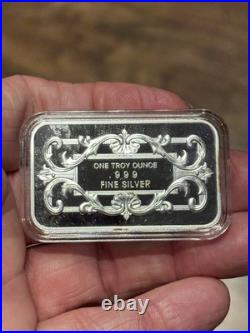 ONE TROY OUNCE
.999
FINE SILVER